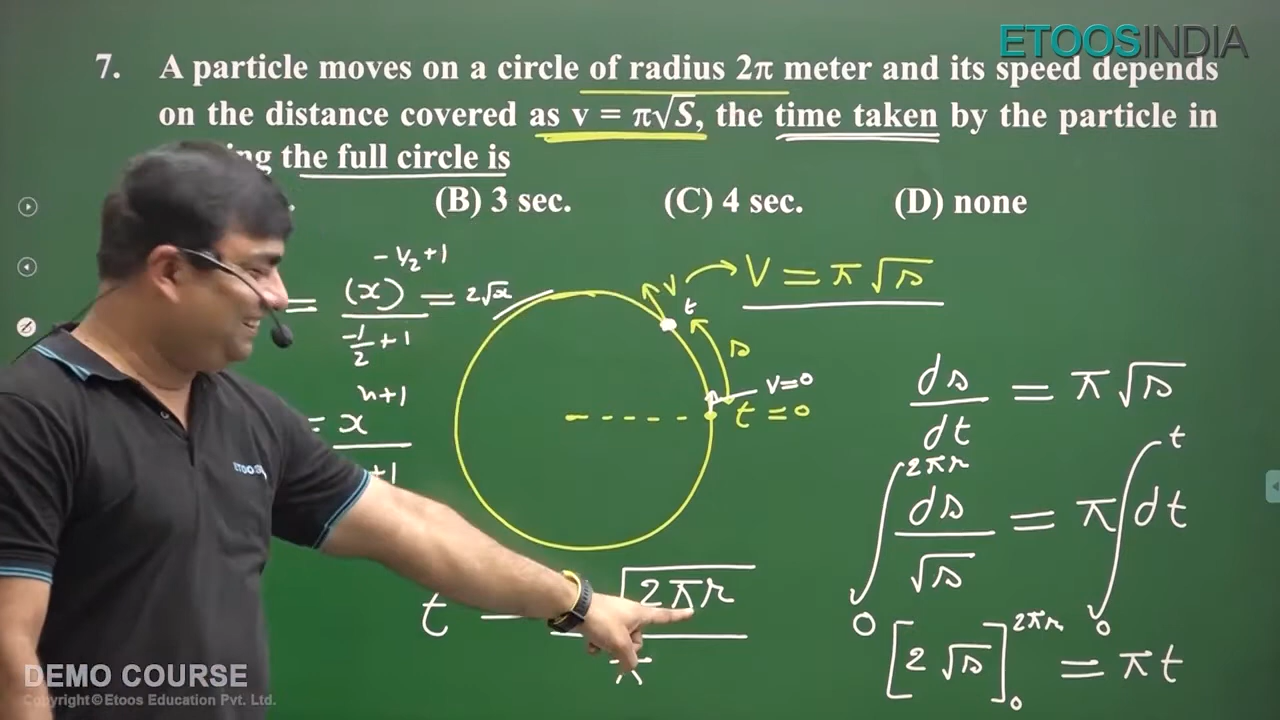 ETOOSINDIA
7. A particle moves on a circle of radius 2π meter and its speed depends
on the distance covered as v = π√S, the time taken by the particle in
ng the full circle is
(B) 3 sec. (C) 4 sec. (D) none
= (x)^(-1/2+1) / (-1/2+1) = 2√x
= x^(n+1) / +1
v
t
V = π√s
s
v=0
t=0
ds/dt = π√s
∫₀^(2πr) ds/√s = π∫₀^t dt
[2√s]₀^(2πr) = πt
t = √(2πr) / π
ETOOS
DEMO COURSE
Copyright©Etoos Education Pvt. Ltd.